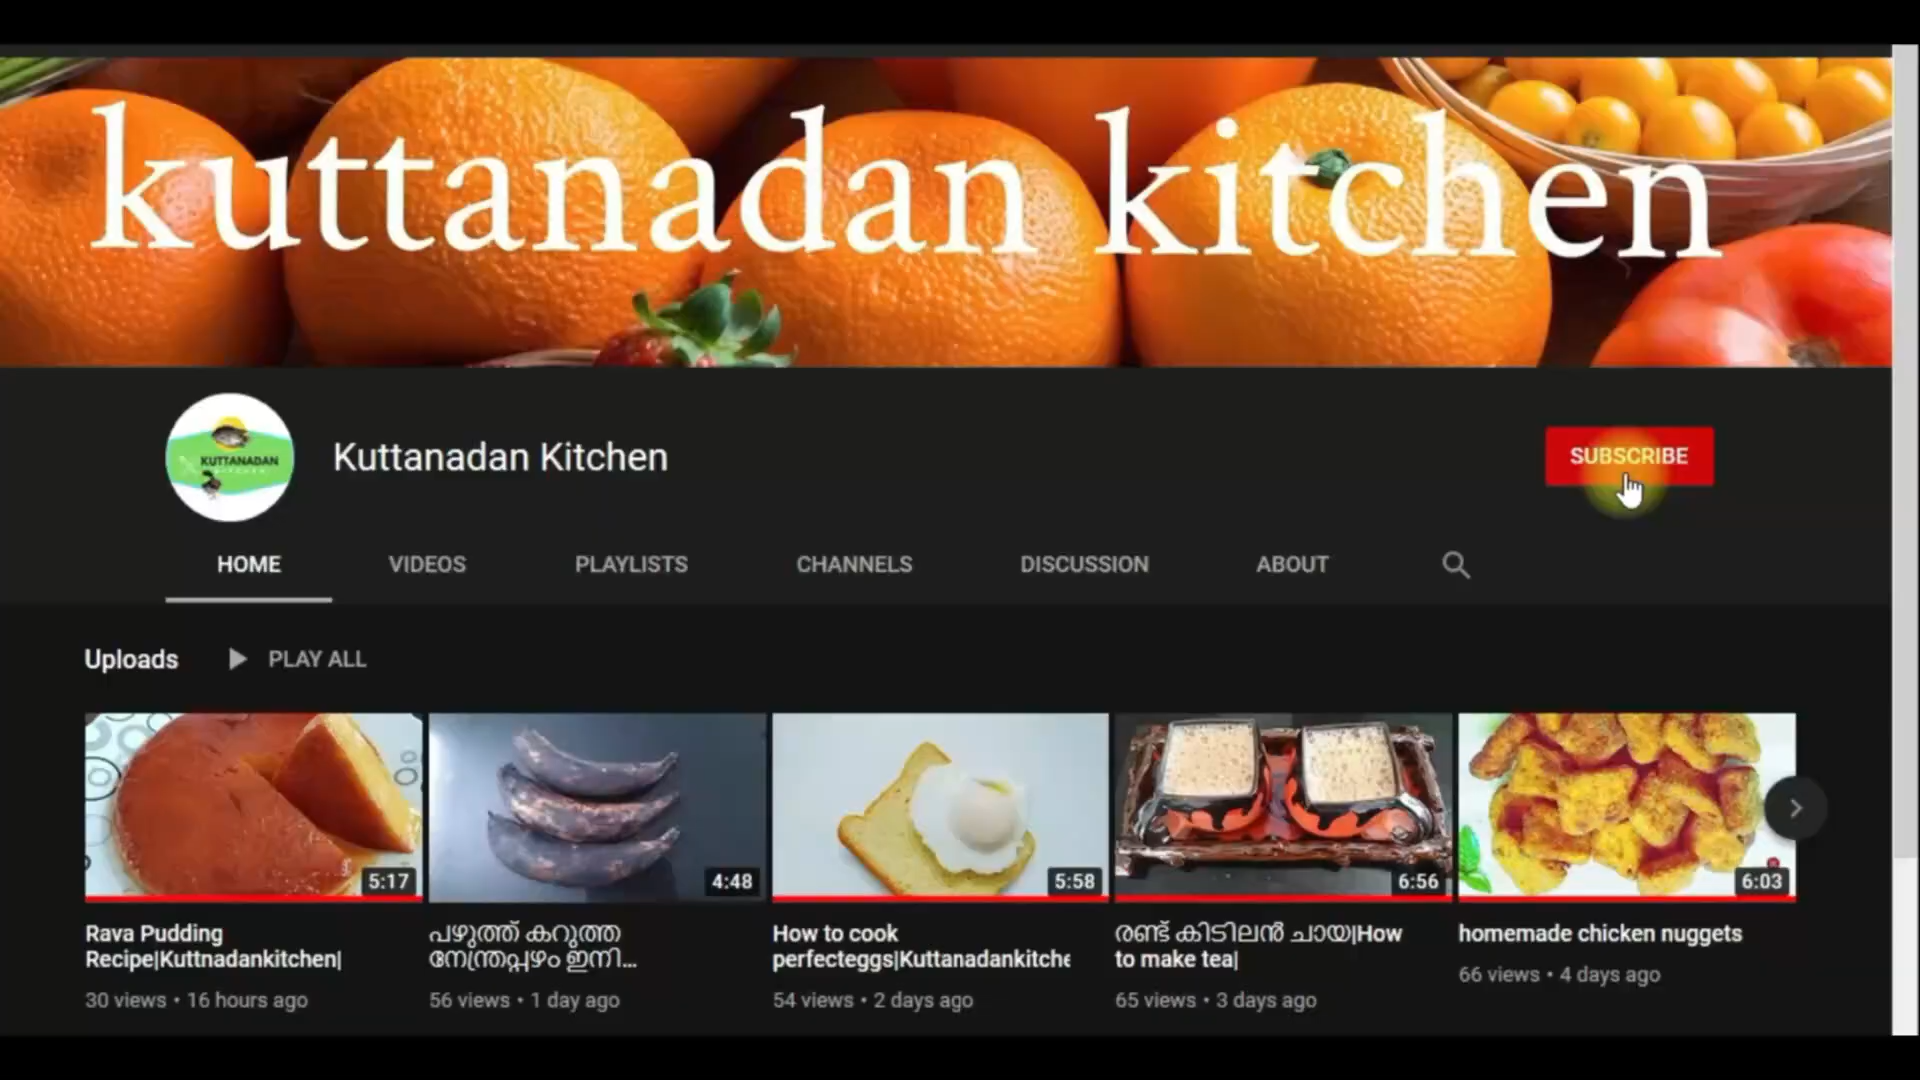 kuttanadan kitchen
KUTTANADAN
Kuttanadan Kitchen
SUBSCRIBE
HOME VIDEOS PLAYLISTS CHANNELS DISCUSSION ABOUT
Uploads PLAY ALL
5:17 4:48 5:58 6:56 6:03
Rava Pudding
Recipe|Kuttnadankitchen|
30 views • 16 hours ago
പഴുത്ത് കറുത്ത
നേന്ത്രപ്പഴം ഇനി...
56 views • 1 day ago
How to cook
perfecteggs|Kuttanadankitche
54 views • 2 days ago
രണ്ട് കിടിലൻ ചായ|How
to make tea|
65 views • 3 days ago
homemade chicken nuggets
66 views • 4 days ago